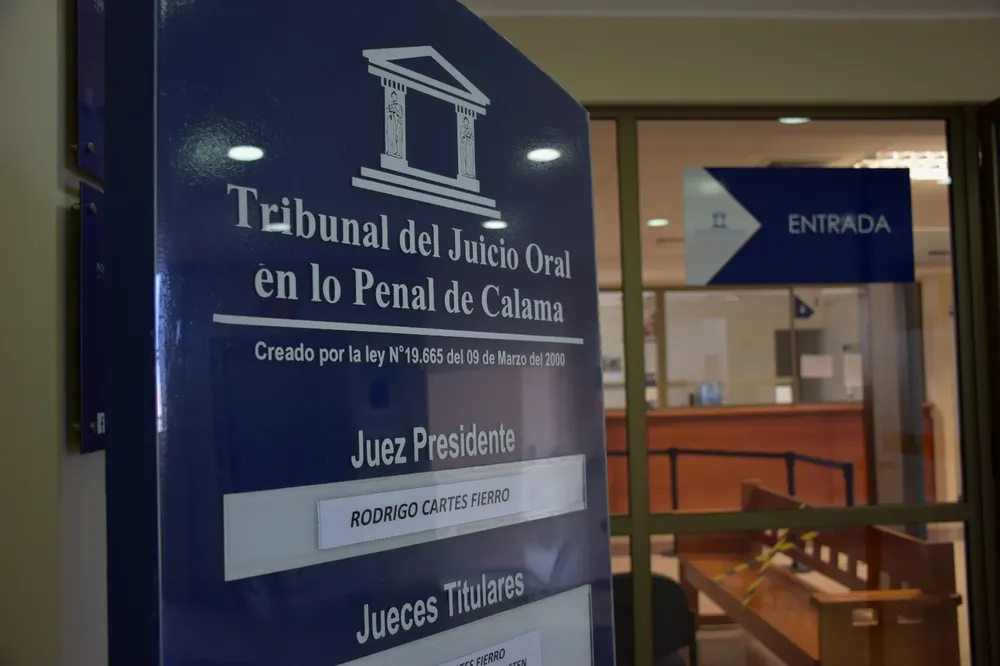 Tribunal del Juicio Oral
en lo Penal de Calama
Creado por la ley N°19.665 del 09 de Marzo del 2000
Juez Presidente
RODRIGO CARTES FIERRO
Jueces Titulares
FIERRO
ENTRADA